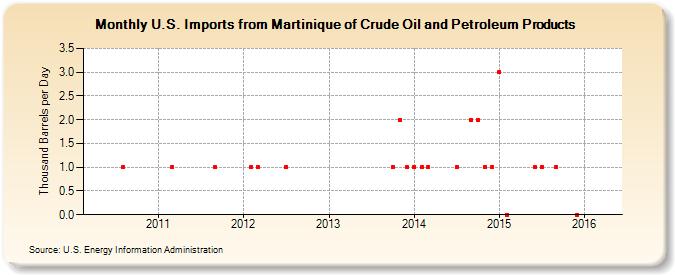 Monthly U.S. Imports from Martinique of Crude Oil and Petroleum Products
Thousand Barrels per Day
3.5
3.0
2.5
2.0
1.5
1.0
0.5
0.0
2011 2012 2013 2014 2015 2016
Source: U.S. Energy Information Administration